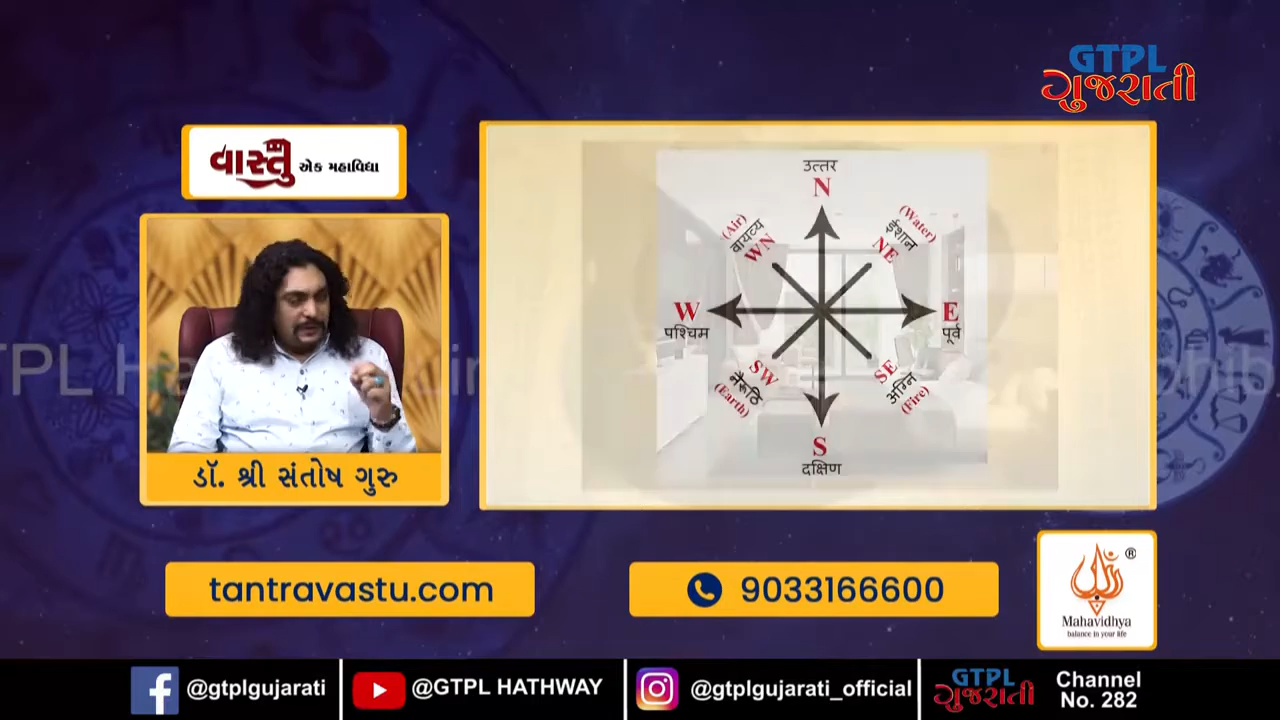 GTPL
ગુજરાતી
વાસ્તુ એક મહાવિદ્યા
उत्तर
N
(Air)
वायव्य
WN
(Water)
ईशान
NE
W
पश्चिम
E
पूर्व
SW
नैरूठि
(Earth)
SE
अग्नि
(Fire)
S
दक्षिण
ડૉ. શ્રી સંતોષ ગુરુ
tantravastu.com
9033166600
®
Mahavidhya
balance in your life
@gtplgujarati
@GTPL HATHWAY
@gtplgujarati_official
GTPL
ગુજરાતી
Channel
No. 282